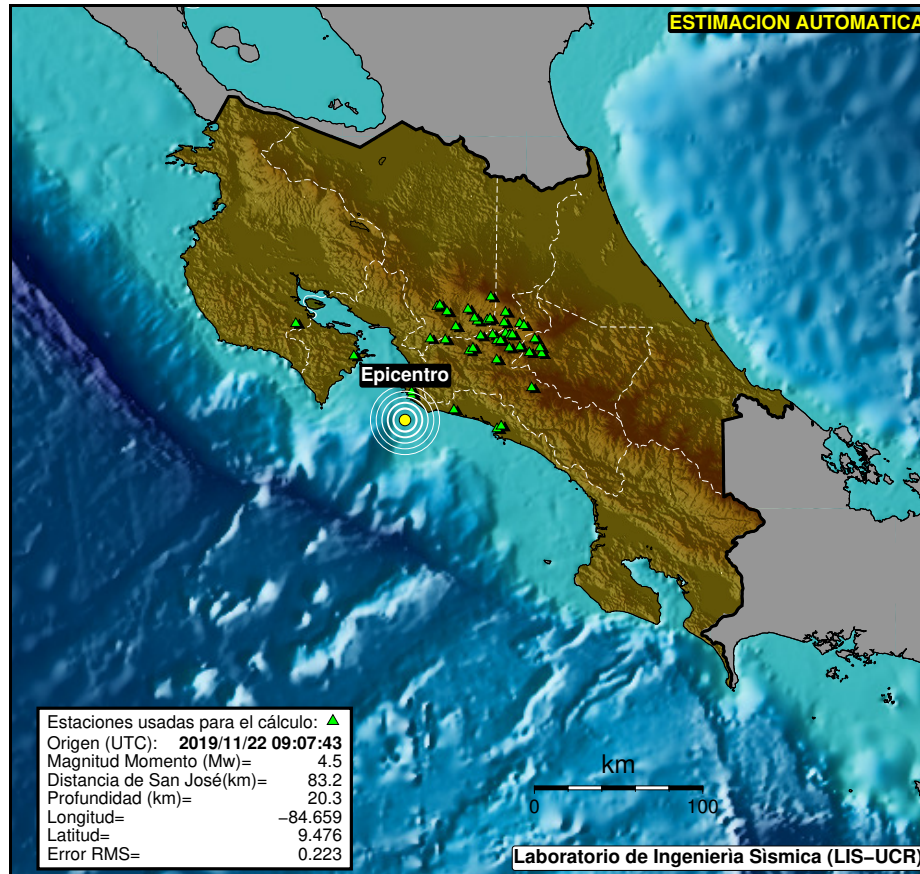 ESTIMACION AUTOMATICA
Epicentro
Estaciones usadas para el cálculo:
Origen (UTC): 2019/11/22 09:07:43
Magnitud Momento (Mw)= 4.5
Distancia de San José(km)= 83.2
Profundidad (km)= 20.3
Longitud= −84.659
Latitud= 9.476
Error RMS= 0.223
km
0 100
Laboratorio de Ingenierìa Sìsmica (LIS−UCR)